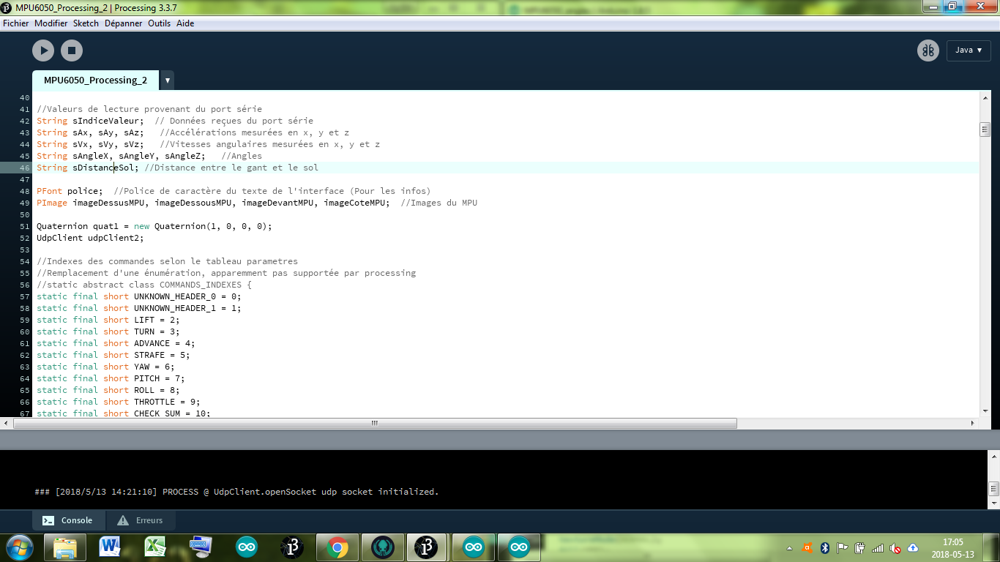 MPU6050_Processing_2 | Processing 3.3.7
Fichier Modifier Sketch Dépanner Outils Aide
Java ▾
MPU6050_Processing_2 ▾
40
41 //Valeurs de lecture provenant du port série
42 String sIndiceValeur;  // Données reçues du port série
43 String sAx, sAy, sAz;   //Accélérations mesurées en x, y et z
44 String sVx, sVy, sVz;   //Vitesses angulaires mesurées en x, y et z
45 String sAngleX, sAngleY, sAngleZ;   //Angles
46 String sDistanceSol; //Distance entre le gant et le sol
47
48 PFont police;  //Police de caractère du texte de l'interface (Pour les infos)
49 PImage imageDessusMPU, imageDessousMPU, imageDevantMPU, imageCoteMPU;  //Images du MPU
50
51 Quaternion quat1 = new Quaternion(1, 0, 0, 0);
52 UdpClient udpClient2;
53
54 //Indexes des commandes selon le tableau parametres
55 //Remplacement d'une énumération, apparemment pas supportée par processing
56 //static abstract class COMMANDS_INDEXES {
57 static final short UNKNOWN_HEADER_0 = 0;
58 static final short UNKNOWN_HEADER_1 = 1;
59 static final short LIFT = 2;
60 static final short TURN = 3;
61 static final short ADVANCE = 4;
62 static final short STRAFE = 5;
63 static final short YAW = 6;
64 static final short PITCH = 7;
65 static final short ROLL = 8;
66 static final short THROTTLE = 9;
67 static final short CHECK_SUM = 10;
### [2018/5/13 14:21:10] PROCESS @ UdpClient.openSocket udp socket initialized.
Console Erreurs
17:05
2018-05-13